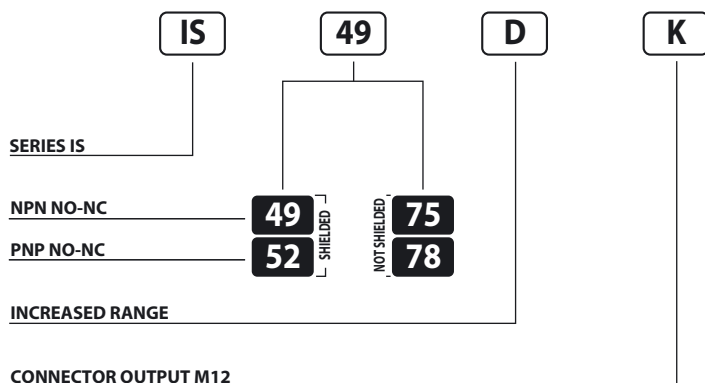 IS 49 D K
SERIES IS
NPN NO-NC 49 75
PNP NO-NC 52 78
SHIELDED
NOT SHIELDED
INCREASED RANGE
CONNECTOR OUTPUT M12